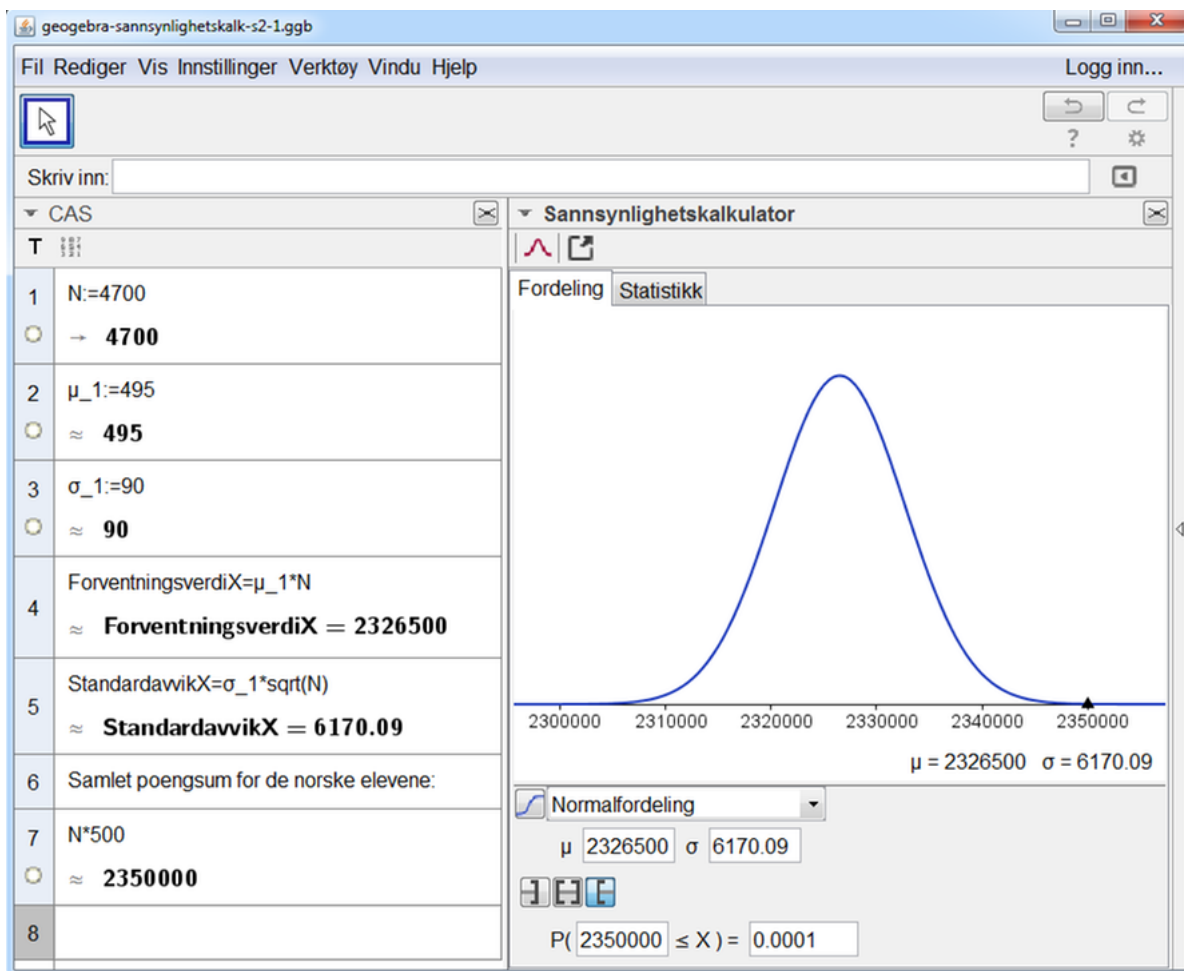 geogebra-sannsynlighetskalk-s2-1.ggb
Fil Rediger Vis Innstillinger Verktøy Vindu Hjelp
Logg inn...
?
Skriv inn:
CAS
T
1
N:=4700
→ 4700
2
μ_1:=495
≈ 495
3
σ_1:=90
≈ 90
4
ForventningsverdiX=μ_1*N
≈ ForventningsverdiX = 2326500
5
StandardavvikX=σ_1*sqrt(N)
≈ StandardavvikX = 6170.09
6
Samlet poengsum for de norske elevene:
7
N*500
≈ 2350000
8
Sannsynlighetskalkulator
Fordeling Statistikk
2300000 2310000 2320000 2330000 2340000 2350000
μ = 2326500 σ = 6170.09
Normalfordeling
μ 2326500 σ 6170.09
P( 2350000 ≤ X ) = 0.0001